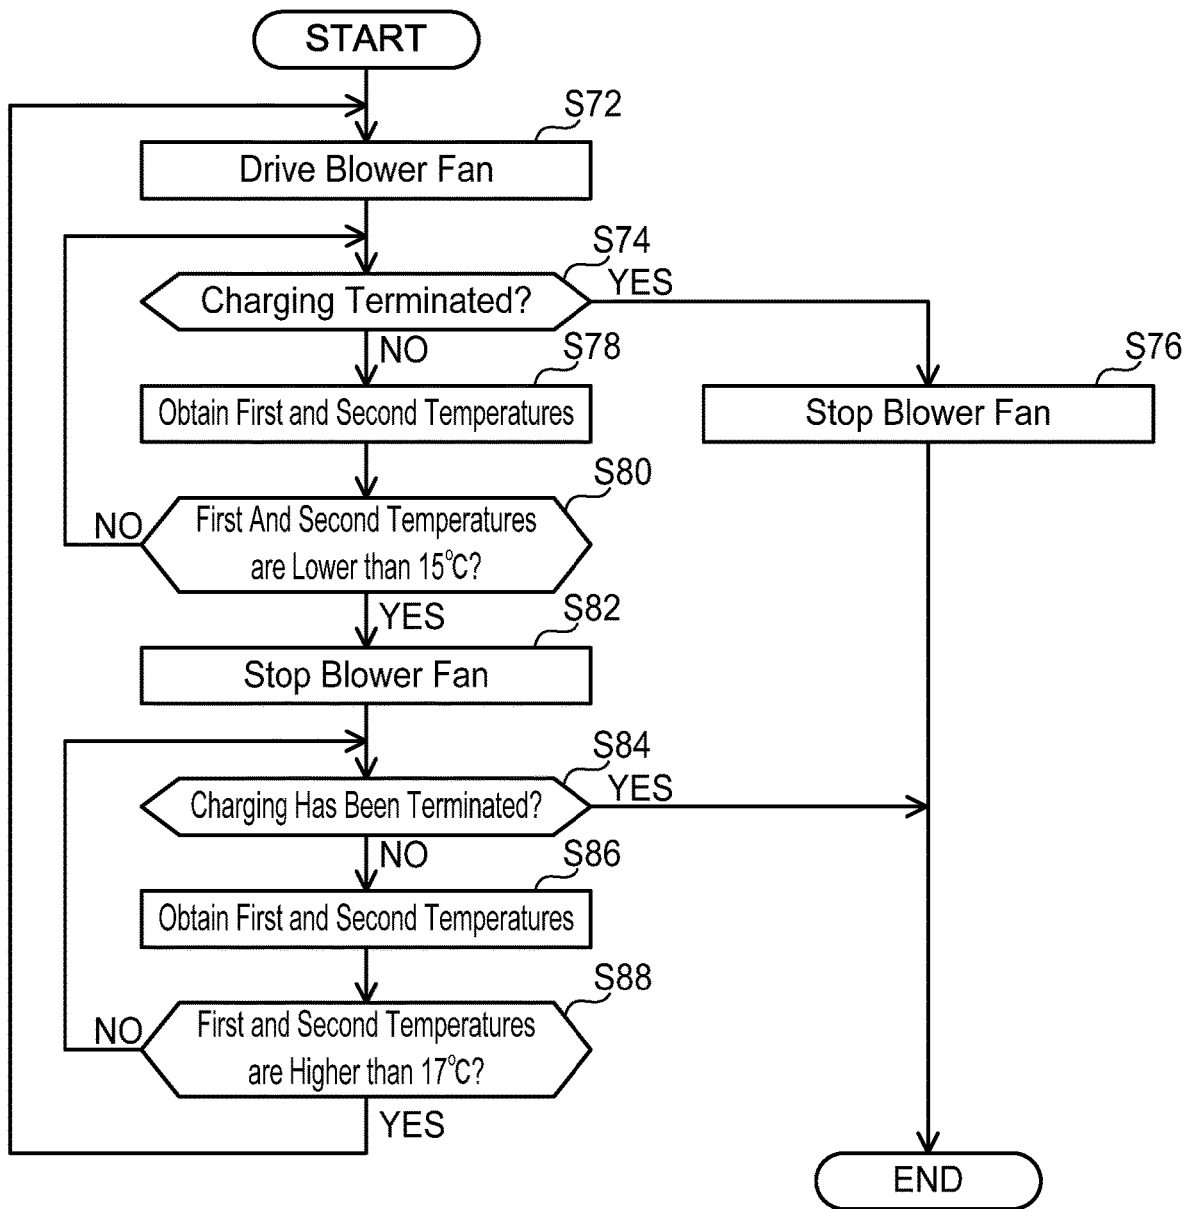 START
S72
Drive Blower Fan
S74
Charging Terminated?
YES
NO
S78
S76
Obtain First and Second Temperatures
Stop Blower Fan
S80
NO
First And Second Temperatures
are Lower than 15°C?
YES
S82
Stop Blower Fan
S84
Charging Has Been Terminated?
YES
NO
S86
Obtain First and Second Temperatures
S88
NO
First and Second Temperatures
are Higher than 17°C?
YES
END